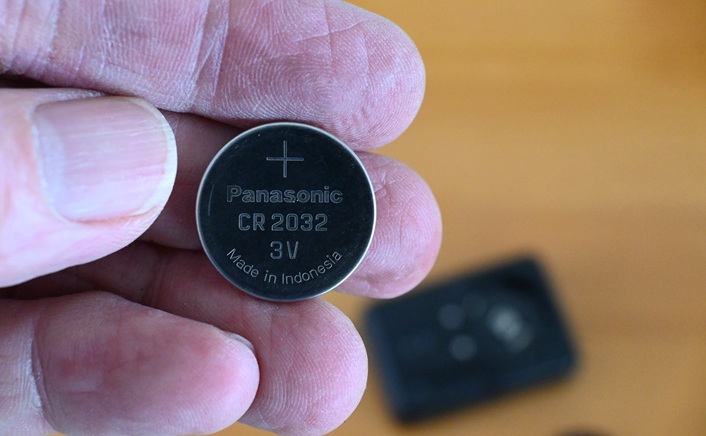 +
Panasonic
CR 2032
3V
Made in Indonesia